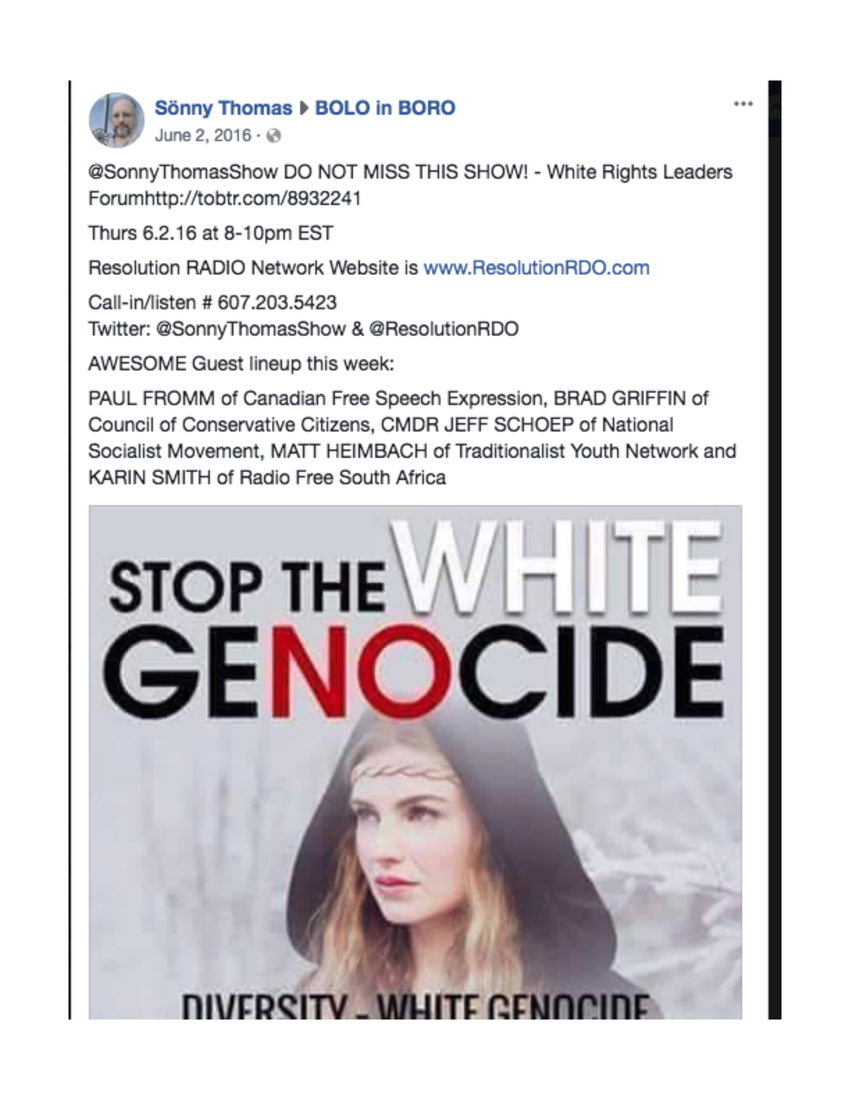 Sönny Thomas ▶ BOLO in BORO
June 2, 2016 ·
@SonnyThomasShow DO NOT MISS THIS SHOW! - White Rights Leaders
Forumhttp://tobtr.com/8932241
Thurs 6.2.16 at 8-10pm EST
Resolution RADIO Network Website is www.ResolutionRDO.com
Call-in/listen # 607.203.5423
Twitter: @SonnyThomasShow & @ResolutionRDO
AWESOME Guest lineup this week:
PAUL FROMM of Canadian Free Speech Expression, BRAD GRIFFIN of
Council of Conservative Citizens, CMDR JEFF SCHOEP of National
Socialist Movement, MATT HEIMBACH of Traditionalist Youth Network and
KARIN SMITH of Radio Free South Africa
STOP THE WHITE
GENOCIDE
DIVERSITY - WHITE GENOCIDE